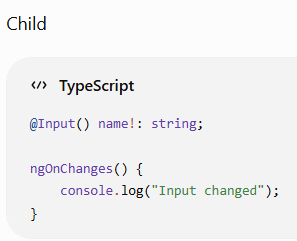 Child
</> TypeScript
@Input() name!: string;
ngOnChanges() {
    console.log("Input changed");
}